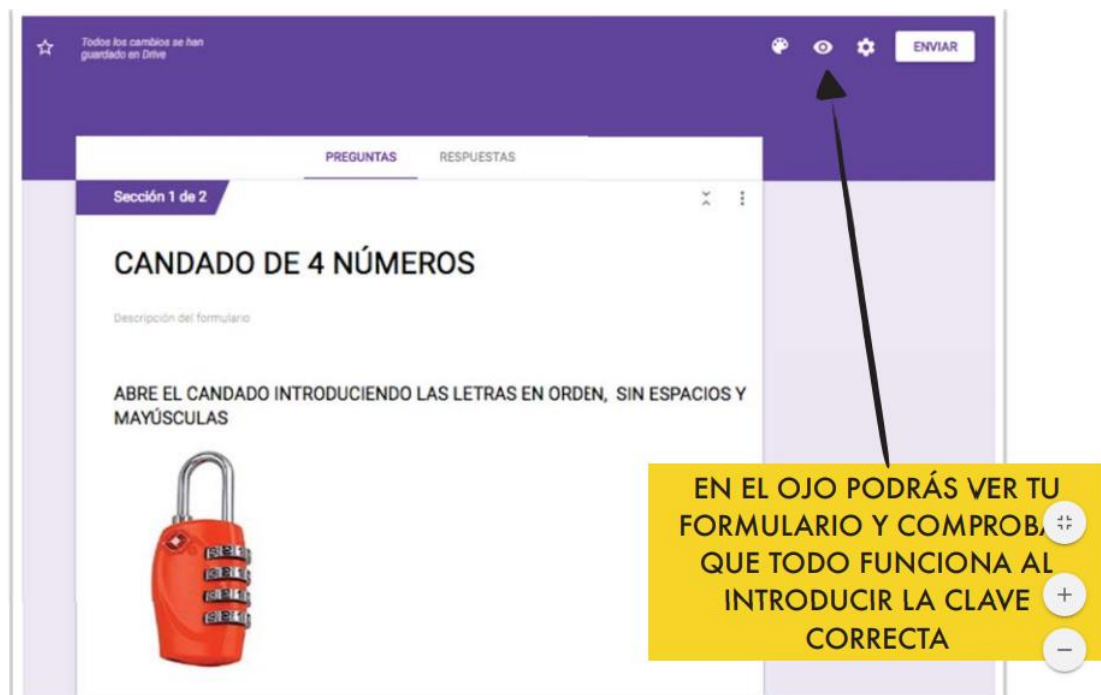 Todos los cambios se han
guardado en Drive
ENVIAR
PREGUNTAS RESPUESTAS
Sección 1 de 2
CANDADO DE 4 NÚMEROS
Descripción del formulario
ABRE EL CANDADO INTRODUCIENDO LAS LETRAS EN ORDEN, SIN ESPACIOS Y
MAYÚSCULAS
EN EL OJO PODRÁS VER TU
FORMULARIO Y COMPROBA
QUE TODO FUNCIONA AL
INTRODUCIR LA CLAVE
CORRECTA